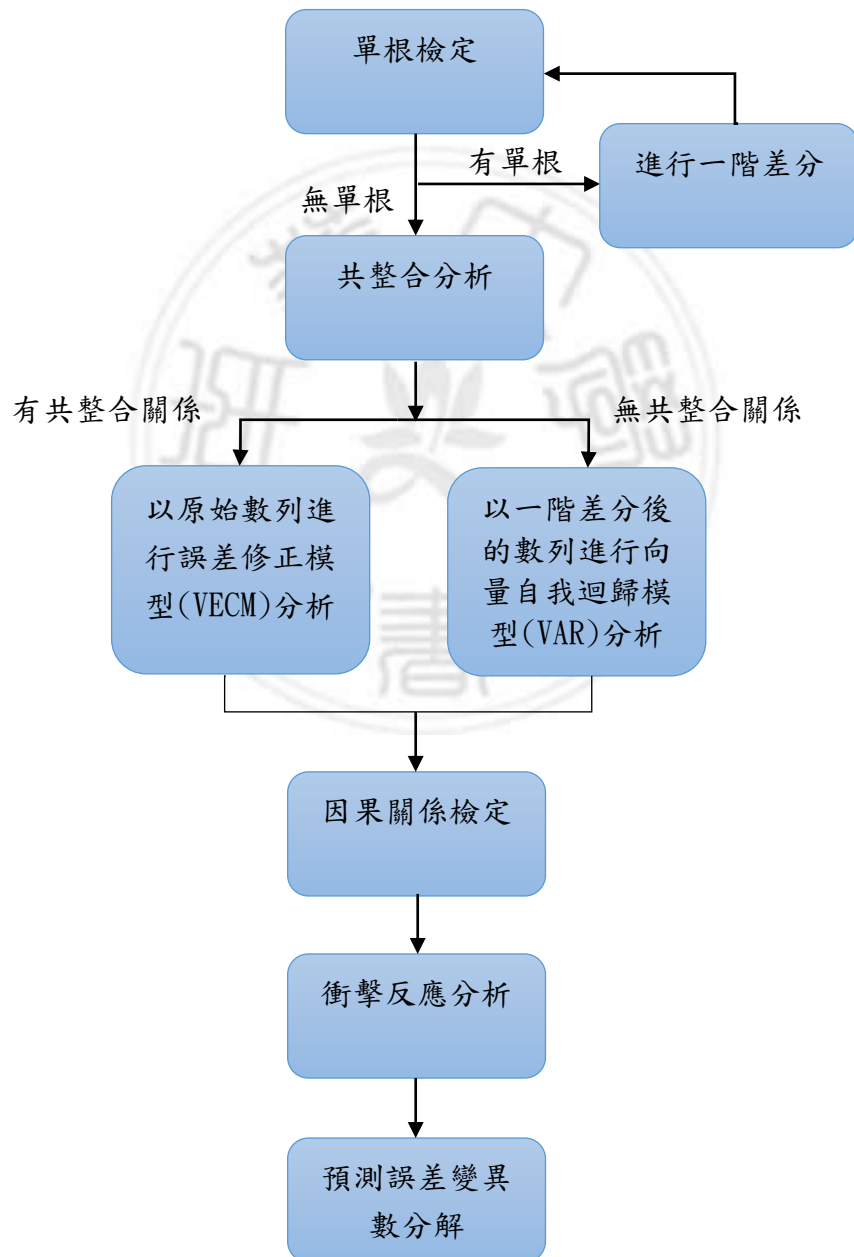 單根檢定
有單根
進行一階差分
無單根
共整合分析
有共整合關係
無共整合關係
以原始數列進
行誤差修正模
型(VECM)分析
以一階差分後
的數列進行向
量自我迴歸模
型(VAR)分析
因果關係檢定
衝擊反應分析
預測誤差變異
數分解